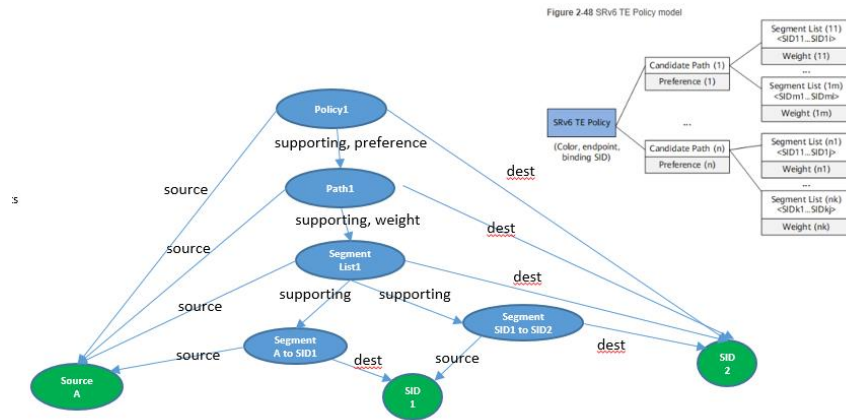 Figure 2-48 SRv6 TE Policy model
Segment List (11)
<SID11...SID1i>
Weight (11)
...
Candidate Path (1)
Preference (1)
Segment List (1m)
<SIDm1...SIDmi>
Weight (1m)
SRv6 TE Policy
(Color, endpoint,
binding SID)
...
Candidate Path (n)
Preference (n)
Segment List (n1)
<SID11...SID1j>
Weight (n1)
...
Segment List (nk)
<SIDk1...SIDkj>
Weight (nk)
Policy1
supporting, preference
source
dest
s
Path1
supporting, weight
source
dest
Segment
List1
supporting
supporting
source
dest
Segment
A to SID1
Segment
SID1 to SID2
source
dest
source
dest
Source
A
SID
1
SID
2